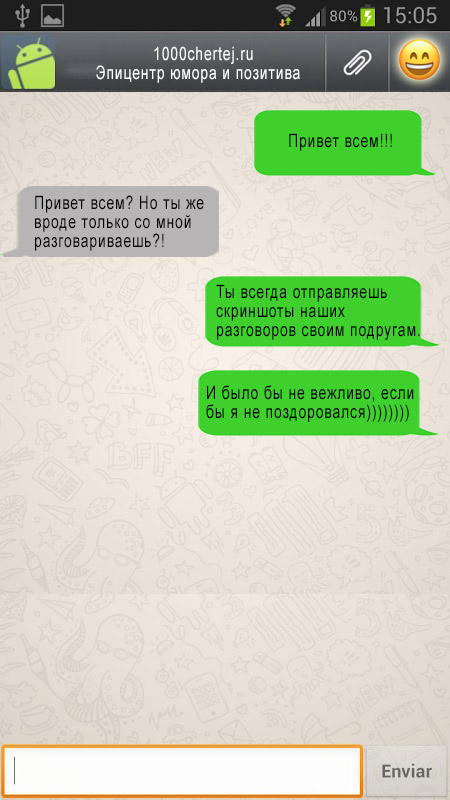 80% 15:05
1000chertej.ru
Эпицентр юмора и позитива
Привет всем!!!
Привет всем? Но ты же
вроде только со мной
разговариваешь?!
Ты всегда отправляешь
скриншоты наших
разговоров своим подругам.
И было бы не вежливо, если
бы я не поздоровался))))))))
Enviar